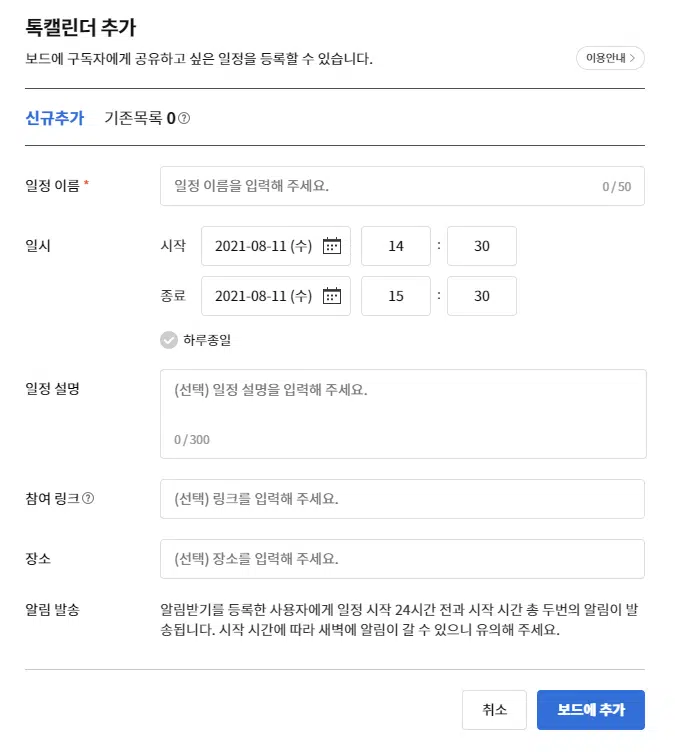 톡캘린더 추가
보드에 구독자에게 공유하고 싶은 일정을 등록할 수 있습니다.
이용안내 >
신규추가 기존목록 0 ?
일정 이름 * 일정 이름을 입력해 주세요. 0 / 50
일시 시작 2021-08-11 (수) 14 : 30
종료 2021-08-11 (수) 15 : 30
하루종일
일정 설명 (선택) 일정 설명을 입력해 주세요.
0 / 300
참여 링크 ? (선택) 링크를 입력해 주세요.
장소 (선택) 장소를 입력해 주세요.
알림 발송 알림받기를 등록한 사용자에게 일정 시작 24시간 전과 시작 시간 총 두번의 알림이 발
송됩니다. 시작 시간에 따라 새벽에 알림이 갈 수 있으니 유의해 주세요.
취소 보드에 추가